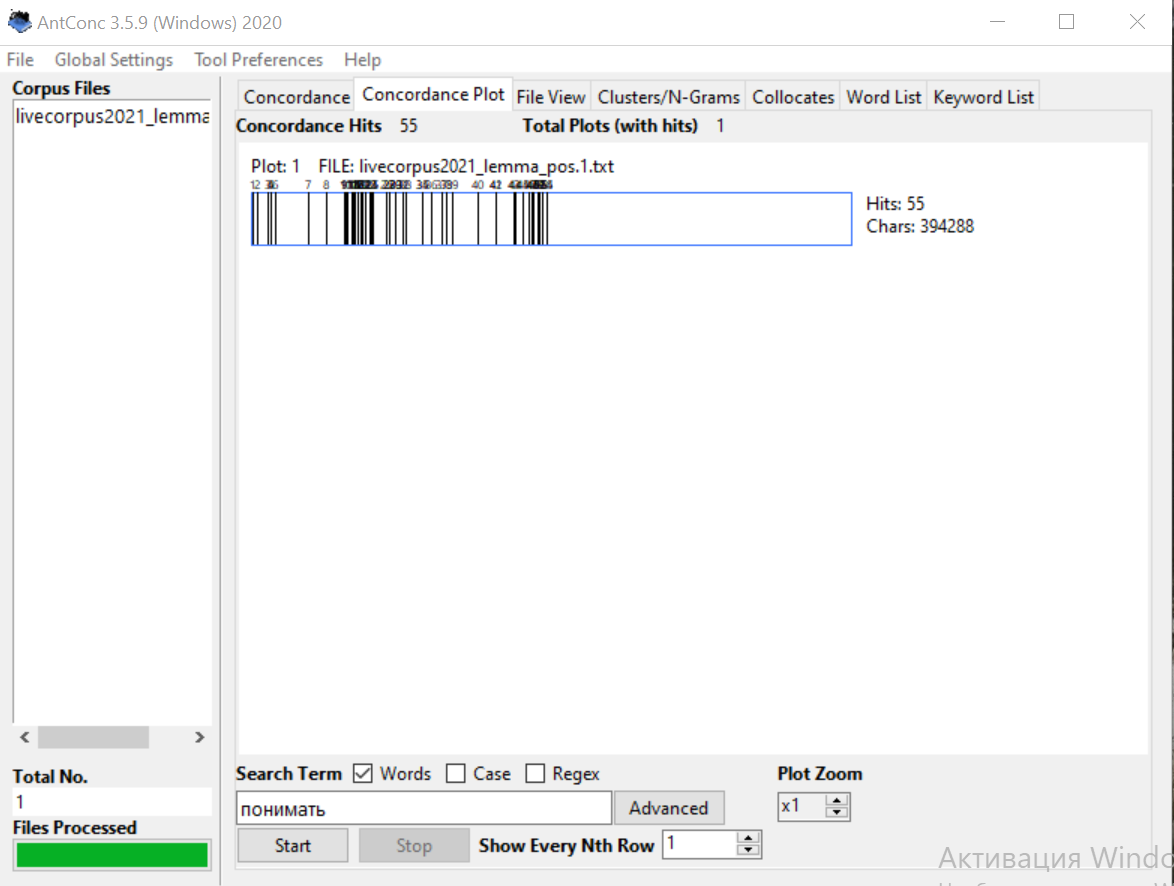 AntConc 3.5.9 (Windows) 2020
File Global Settings Tool Preferences Help
Corpus Files
livecorpus2021_lemma
Concordance Concordance Plot File View Clusters/N-Grams Collocates Word List Keyword List
Concordance Hits 55 Total Plots (with hits) 1
Plot: 1 FILE: livecorpus2021_lemma_pos.1.txt
7 8 40
Hits: 55
Chars: 394288
Total No.
1
Files Processed
Search Term Words Case Regex
понимать
Advanced
Start Stop Show Every Nth Row 1
Plot Zoom
x1
Активация Windo